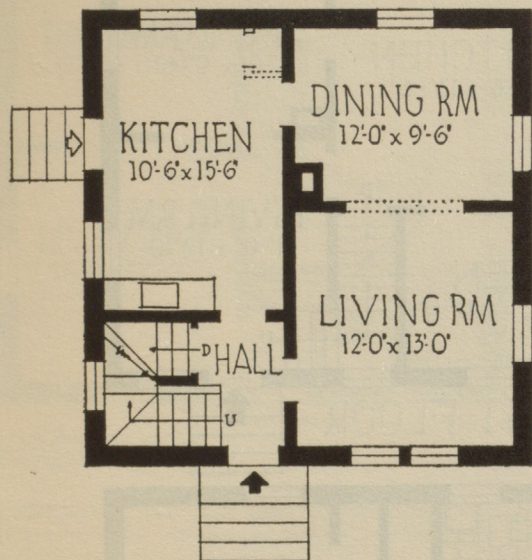 KITCHEN
10'-6" x 15'-6"
DINING RM
12'-0" x 9'-6"
LIVING RM
12'-0" x 13'-0"
D
HALL
U